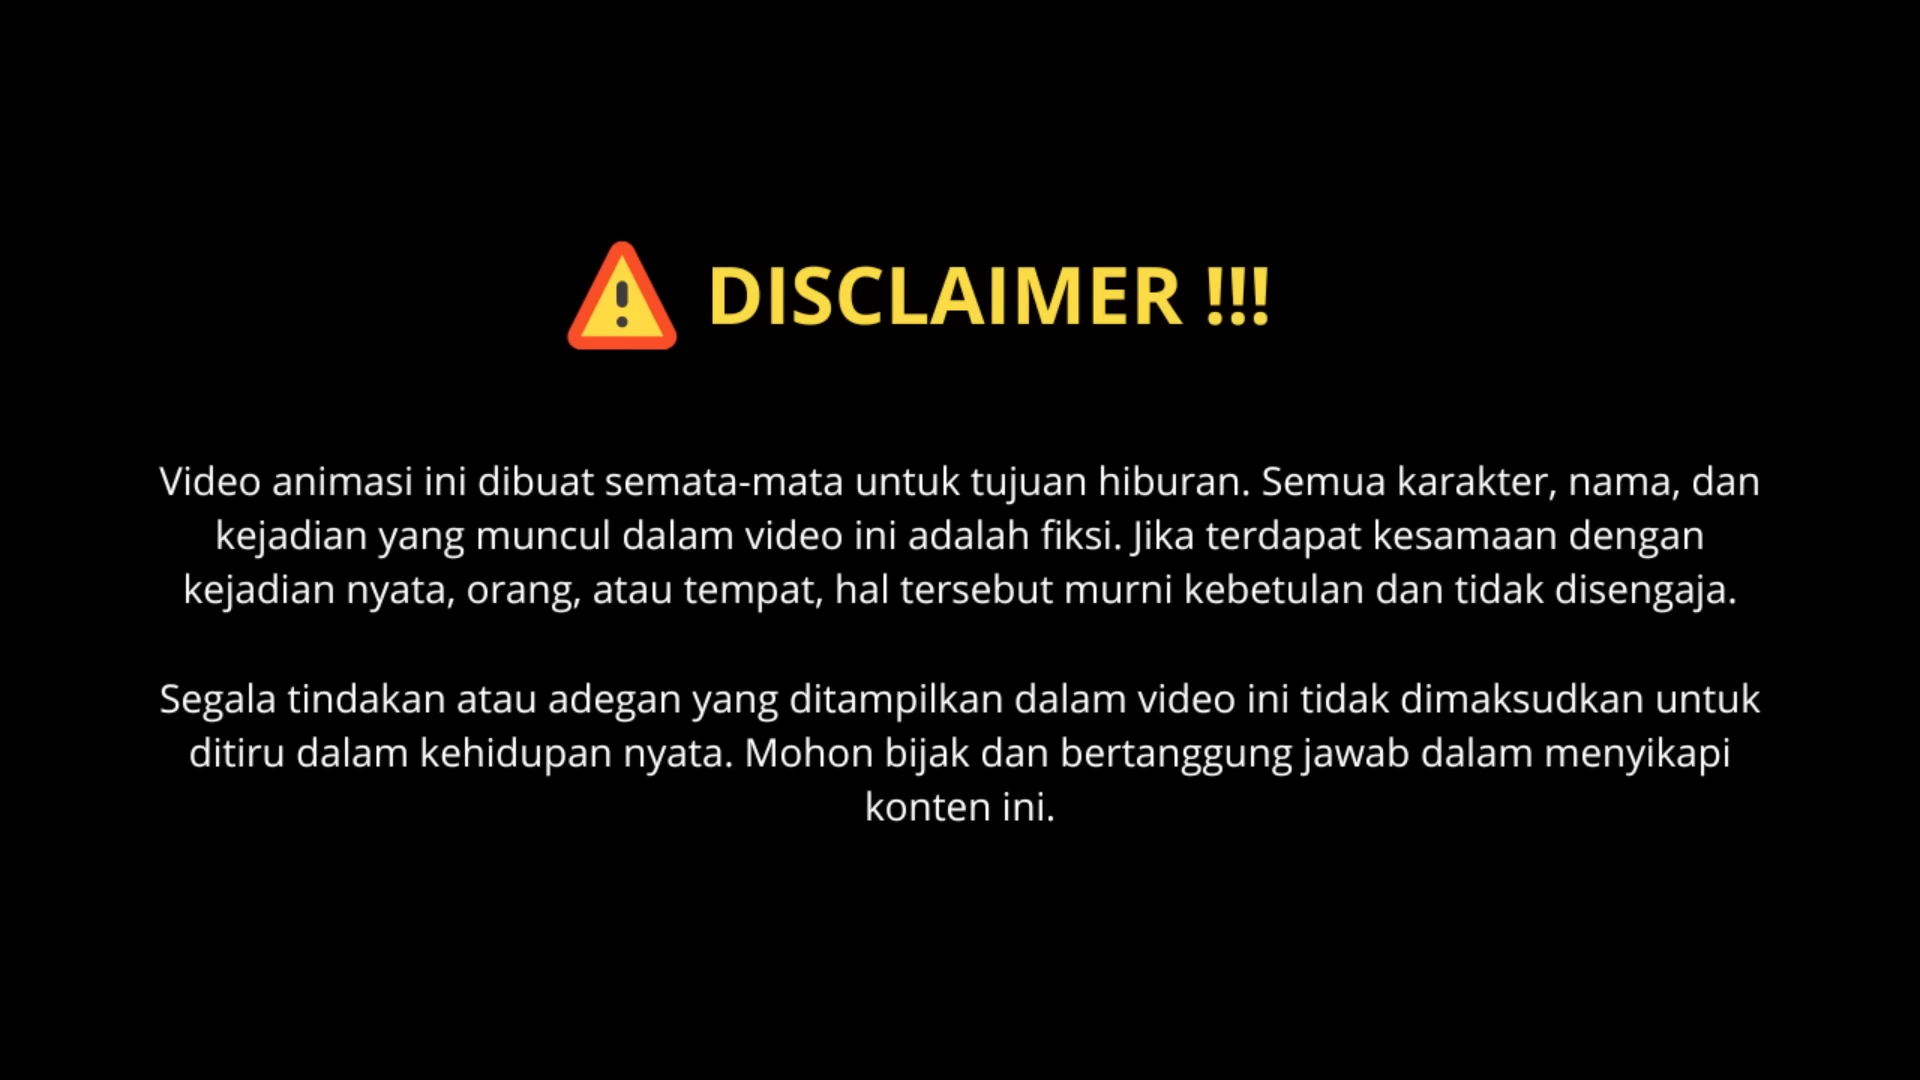 DISCLAIMER !!!
Video animasi ini dibuat semata-mata untuk tujuan hiburan. Semua karakter, nama, dan
kejadian yang muncul dalam video ini adalah fiksi. Jika terdapat kesamaan dengan
kejadian nyata, orang, atau tempat, hal tersebut murni kebetulan dan tidak disengaja.
Segala tindakan atau adegan yang ditampilkan dalam video ini tidak dimaksudkan untuk
ditiru dalam kehidupan nyata. Mohon bijak dan bertanggung jawab dalam menyikapi
konten ini.